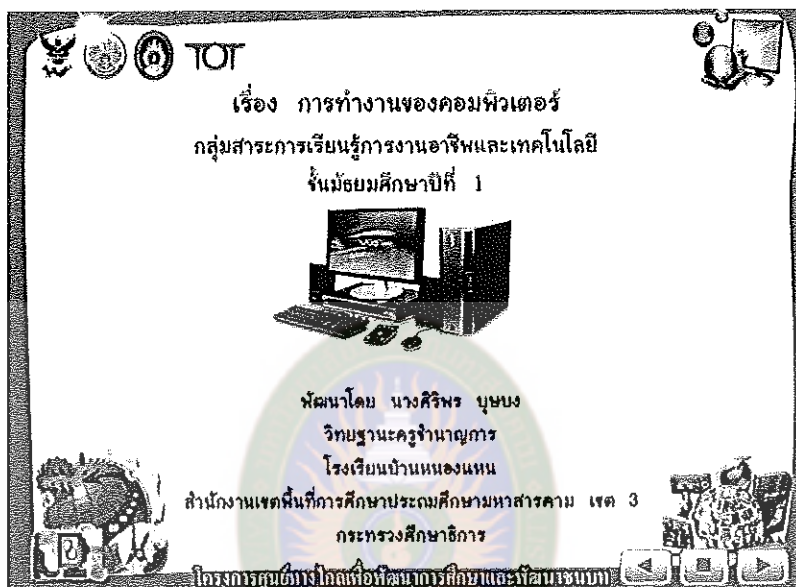 TOT
เรื่อง การทำงานของคอมพิวเตอร์
กลุ่มสาระการเรียนรู้การงานอาชีพและเทคโนโลยี
ชั้นมัธยมศึกษาปีที่ 1
พัฒนาโดย นางศิริพร บุษบง
วิทยฐานะครูชำนาญการ
โรงเรียนบ้านหนองแหน
สำนักงานเขตพื้นที่การศึกษาประถมศึกษามหาสารคาม เขต 3
กระทรวงศึกษาธิการ
โครงการศูนย์ทางไกลเพื่อพัฒนาการศึกษาและพัฒนาชนบท